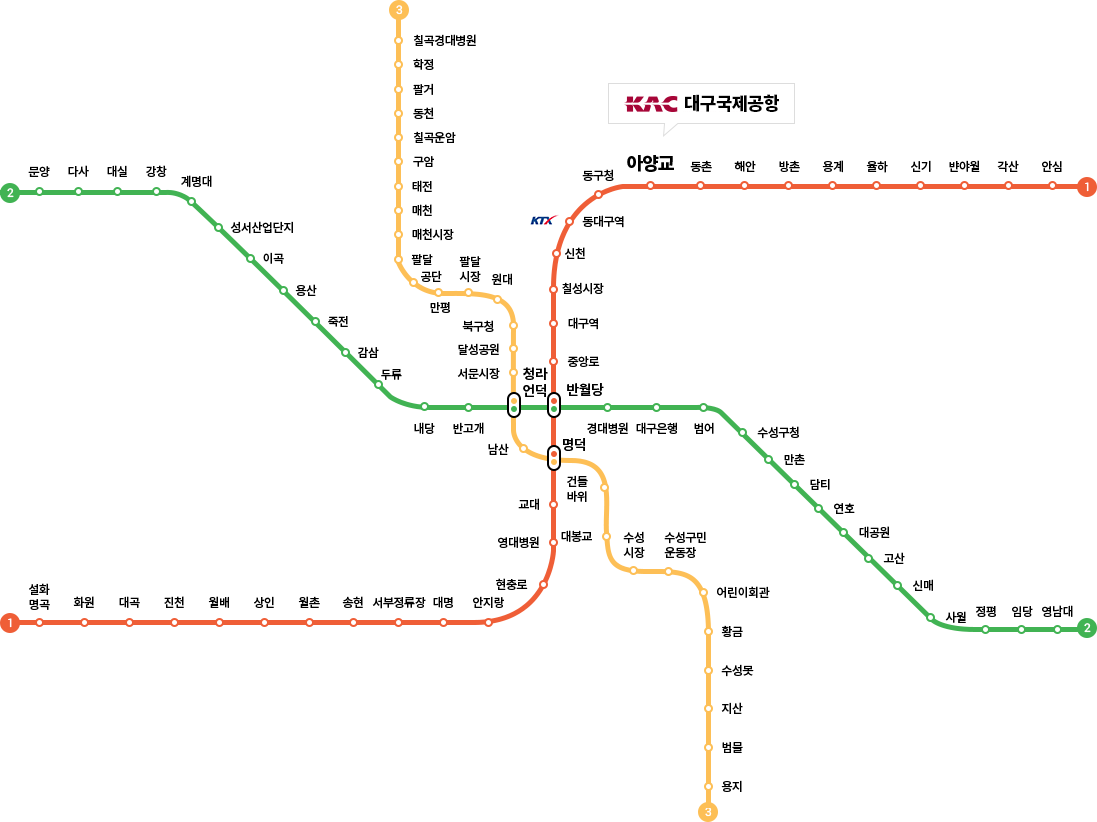 3
칠곡경대병원
학정
팔거
동천
칠곡운암
구암
태전
매천
매천시장
팔달
공단
만평
팔달
시장
원대
북구청
달성공원
서문시장
청라
언덕
남산
명덕
건들
바위
대봉교
수성
시장
수성구민
운동장
어린이회관
황금
수성못
지산
범물
용지
3
KAC 대구국제공항
2
문양
다사
대실
강창
계명대
성서산업단지
이곡
용산
죽전
감삼
두류
내당
반고개
반월당
경대병원
대구은행
범어
수성구청
만촌
담티
연호
대공원
고산
신매
사월
정평
임당
영남대
2
1
안심
각산
반야월
신기
율하
용계
방촌
해안
동촌
아양교
동구청
KTX
동대구역
신천
칠성시장
대구역
중앙로
교대
영대병원
현충로
안지랑
대명
서부정류장
송현
월촌
상인
월배
진천
대곡
화원
설화
명곡
1